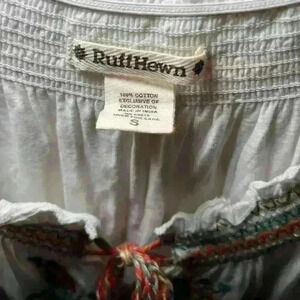 RuffHewn
100% COTTON
EXCLUSIVE OF
DECORATION
MADE IN INDIA
S